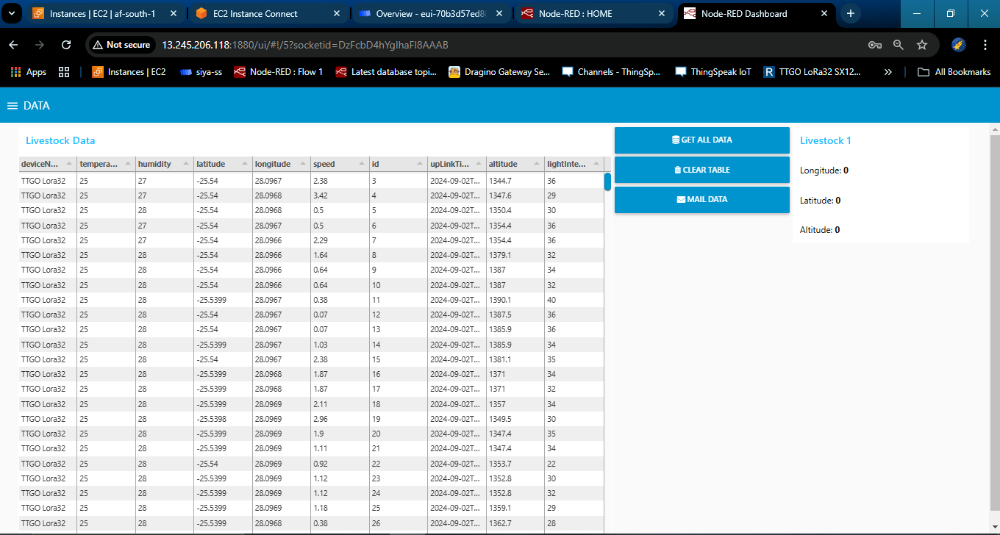 Instances | EC2 | af-south-1 EC2 Instance Connect Overview - eui-70b3d57ed8 Node-RED : HOME Node-RED Dashboard
Not secure 13.245.206.118:1880/ui/#!/5?socketid=DzFcbD4hYgIhaFl8AAAB
Apps Instances | EC2 siya-ss Node-RED : Flow 1 Latest database topi... Dragino Gateway Se... Channels - ThingSp... ThingSpeak IoT R TTGO LoRa32 SX12... » All Bookmarks
DATA
Livestock Data GET ALL DATA Livestock 1
deviceN... tempera... humidity latitude longitude speed id upLinkTi... altitude lightInte... CLEAR TABLE Longitude: 0
TTGO Lora32 25 27 -25.54 28.0967 2.38 3 2024-09-02T... 1344.7 36
TTGO Lora32 25 27 -25.54 28.0968 3.42 4 2024-09-02T... 1347.6 29 MAIL DATA Latitude: 0
TTGO Lora32 25 28 -25.54 28.0968 0.5 5 2024-09-02T... 1350.4 30
TTGO Lora32 25 27 -25.54 28.0967 0.5 6 2024-09-02T... 1354.4 36 Altitude: 0
TTGO Lora32 25 27 -25.54 28.0966 2.29 7 2024-09-02T... 1354.4 36
TTGO Lora32 25 28 -25.54 28.0966 1.64 8 2024-09-02T... 1379.1 32
TTGO Lora32 25 28 -25.54 28.0966 0.64 9 2024-09-02T... 1387 34
TTGO Lora32 25 28 -25.54 28.0966 0.64 10 2024-09-02T... 1387 32
TTGO Lora32 25 28 -25.5399 28.0967 0.38 11 2024-09-02T... 1390.1 40
TTGO Lora32 25 28 -25.54 28.0967 0.07 12 2024-09-02T... 1387.5 36
TTGO Lora32 25 28 -25.54 28.0967 0.07 13 2024-09-02T... 1385.9 36
TTGO Lora32 25 28 -25.5399 28.0967 1.03 14 2024-09-02T... 1385.9 34
TTGO Lora32 25 28 -25.54 28.0967 2.38 15 2024-09-02T... 1381.1 35
TTGO Lora32 25 28 -25.5399 28.0968 1.87 16 2024-09-02T... 1371 34
TTGO Lora32 25 28 -25.5399 28.0968 1.87 17 2024-09-02T... 1371 32
TTGO Lora32 25 28 -25.5399 28.0969 2.11 18 2024-09-02T... 1357 34
TTGO Lora32 25 28 -25.5398 28.0969 2.96 19 2024-09-02T... 1349.5 30
TTGO Lora32 25 28 -25.5399 28.0969 1.9 20 2024-09-02T... 1347.4 35
TTGO Lora32 25 28 -25.5399 28.0969 1.11 21 2024-09-02T... 1347.4 34
TTGO Lora32 25 28 -25.54 28.0969 0.92 22 2024-09-02T... 1353.7 22
TTGO Lora32 25 28 -25.5399 28.0969 1.12 23 2024-09-02T... 1352.8 30
TTGO Lora32 25 28 -25.5399 28.0969 1.12 24 2024-09-02T... 1352.8 32
TTGO Lora32 25 28 -25.5399 28.0969 1.18 25 2024-09-02T... 1359.1 29
TTGO Lora32 25 28 -25.5399 28.0968 0.38 26 2024-09-02T... 1362.7 28